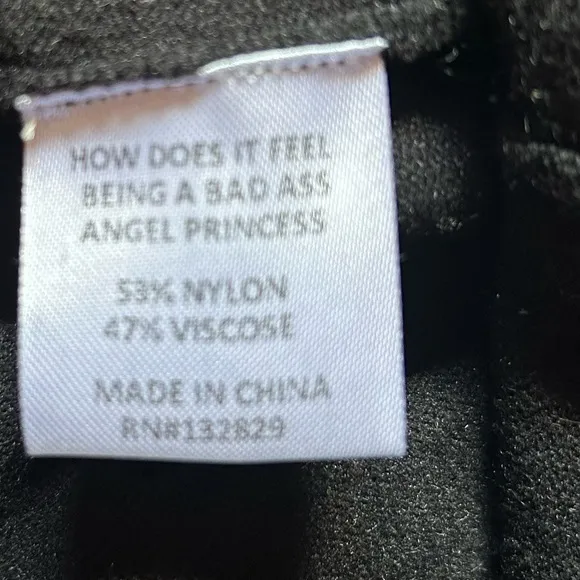 HOW DOES IT FEEL
BEING A BAD ASS
ANGEL PRINCESS
53% NYLON
47% VISCOSE
MADE IN CHINA
RN#132829